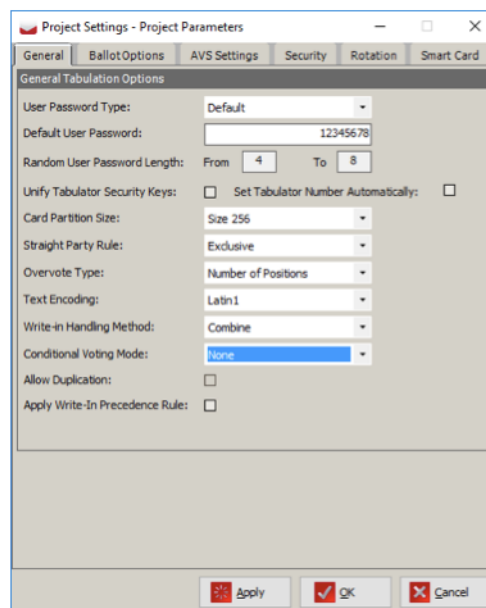 Project Settings - Project Parameters
General Ballot Options AVS Settings Security Rotation Smart Card
General Tabulation Options
User Password Type: Default
Default User Password: 12345678
Random User Password Length: From 4 To 8
Unify Tabulator Security Keys: Set Tabulator Number Automatically:
Card Partition Size: Size 256
Straight Party Rule: Exclusive
Overvote Type: Number of Positions
Text Encoding: Latin1
Write-in Handling Method: Combine
Conditional Voting Mode: None
Allow Duplication:
Apply Write-In Precedence Rule:
Apply OK Cancel